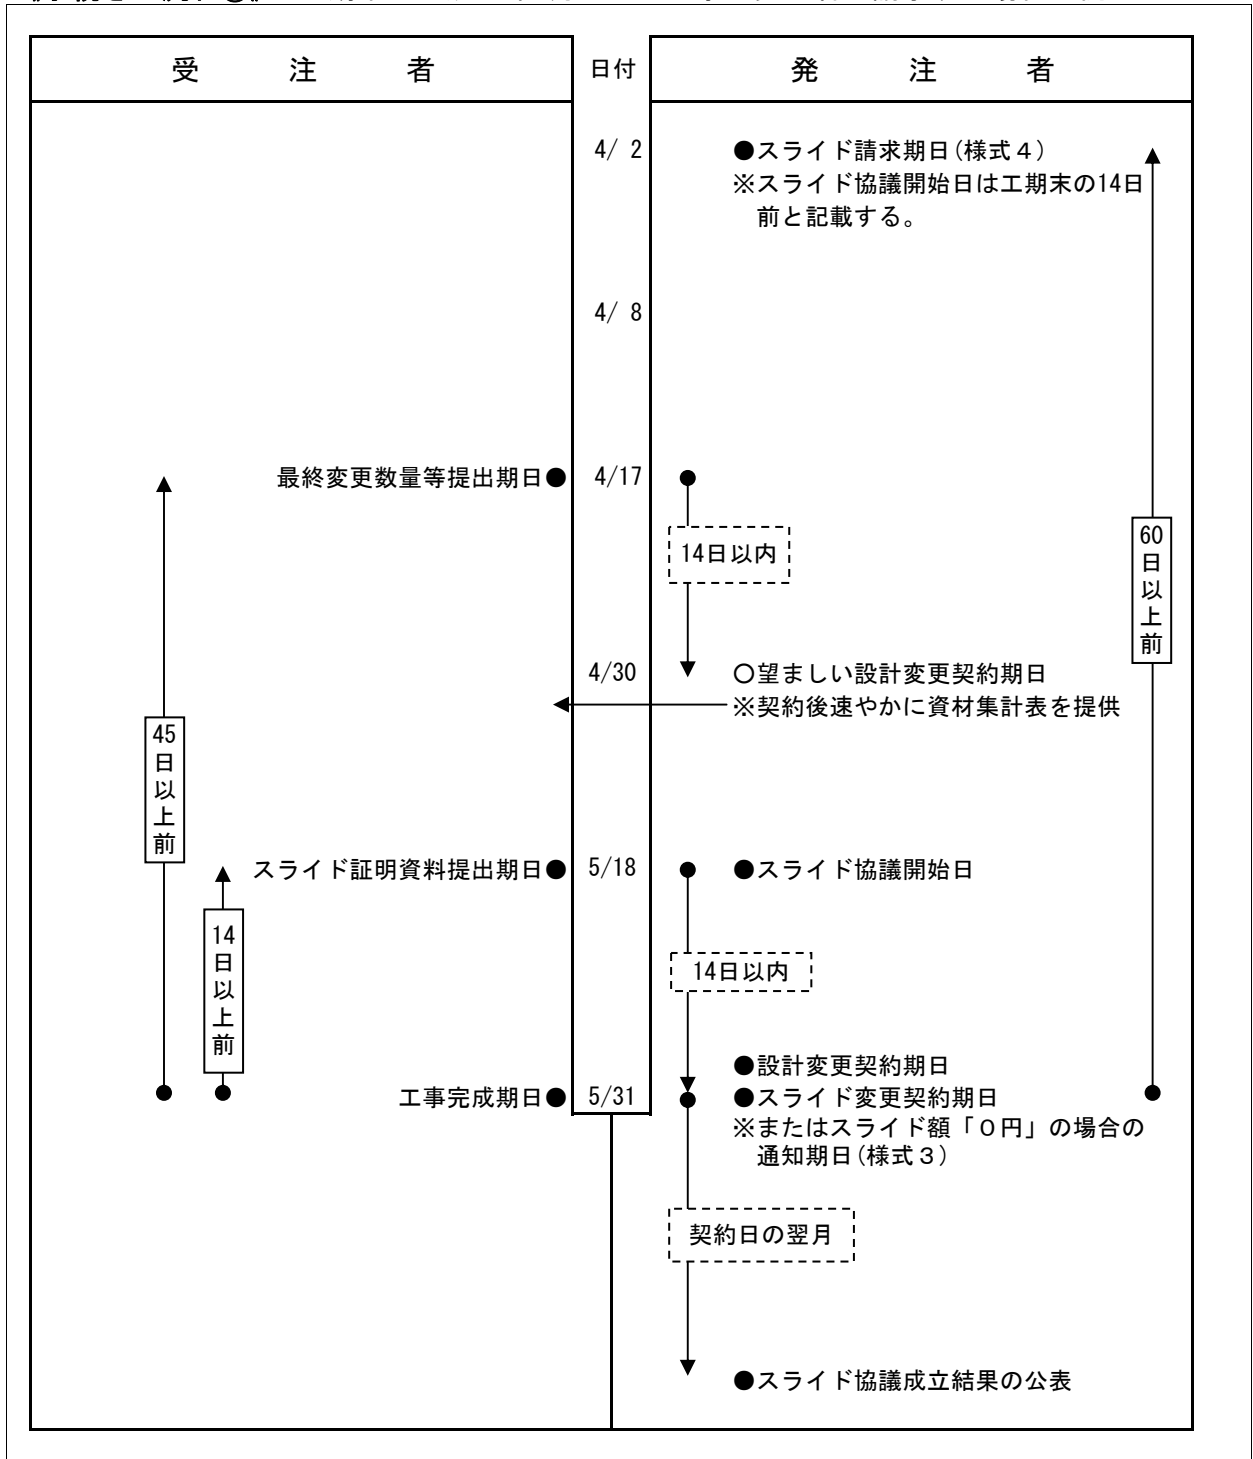 受注者 日付 発注者
4/ 2 ●スライド請求期日(様式４)
※スライド協議開始日は工期末の14日
前と記載する。
4/ 8
最終変更数量等提出期日● 4/17
14日以内
60日以上前
4/30 ○望ましい設計変更契約期日
※契約後速やかに資材集計表を提供
45日以上前
スライド証明資料提出期日● 5/18 ●スライド協議開始日
14日以上前
14日以内
●設計変更契約期日
工事完成期日● 5/31 ●スライド変更契約期日
※またはスライド額「０円」の場合の
通知期日(様式３)
契約日の翌月
●スライド協議成立結果の公表